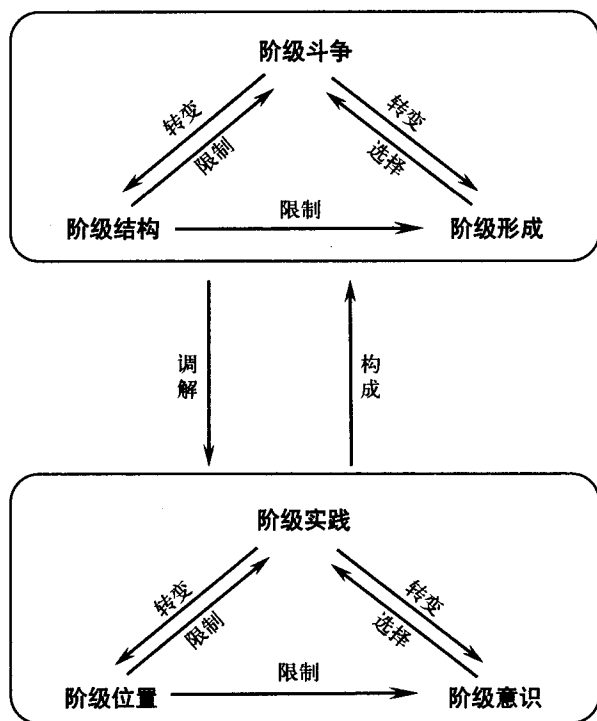 阶级斗争
转变
限制
转变
选择
阶级结构
限制
阶级形成
调解
构成
阶级实践
转变
限制
转变
选择
阶级位置
限制
阶级意识